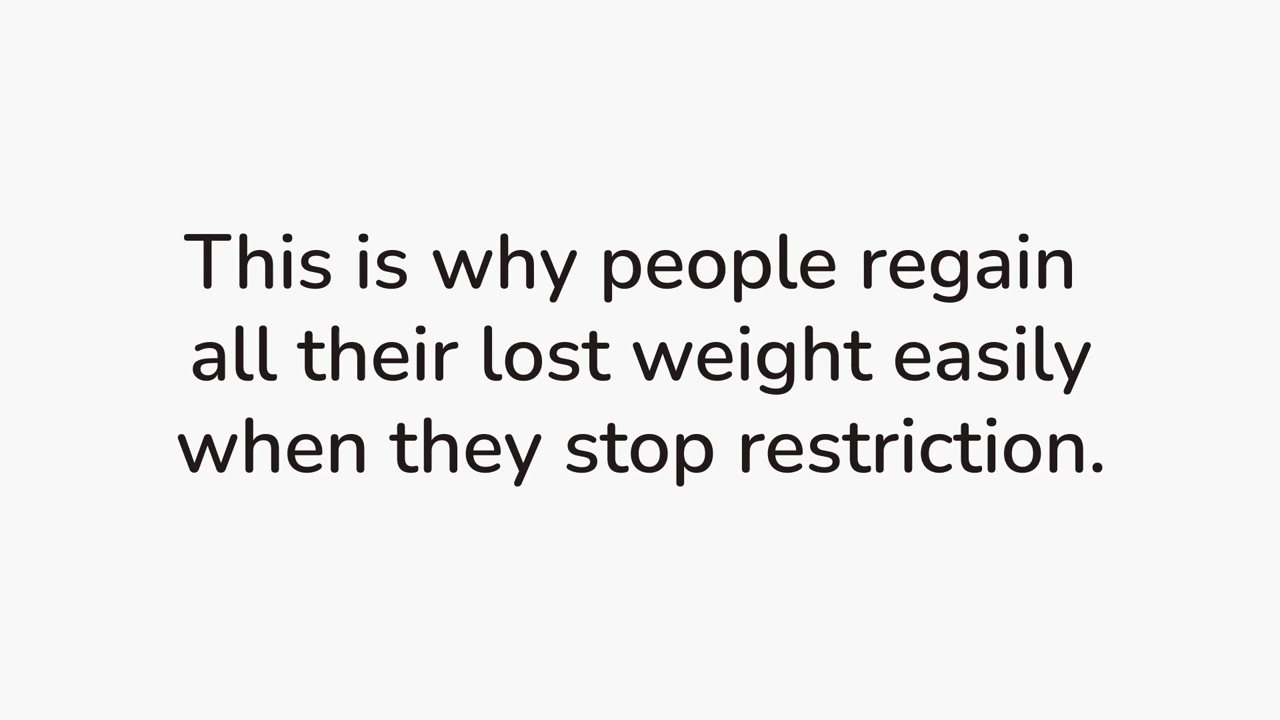 This is why people regain
all their lost weight easily
when they stop restriction.